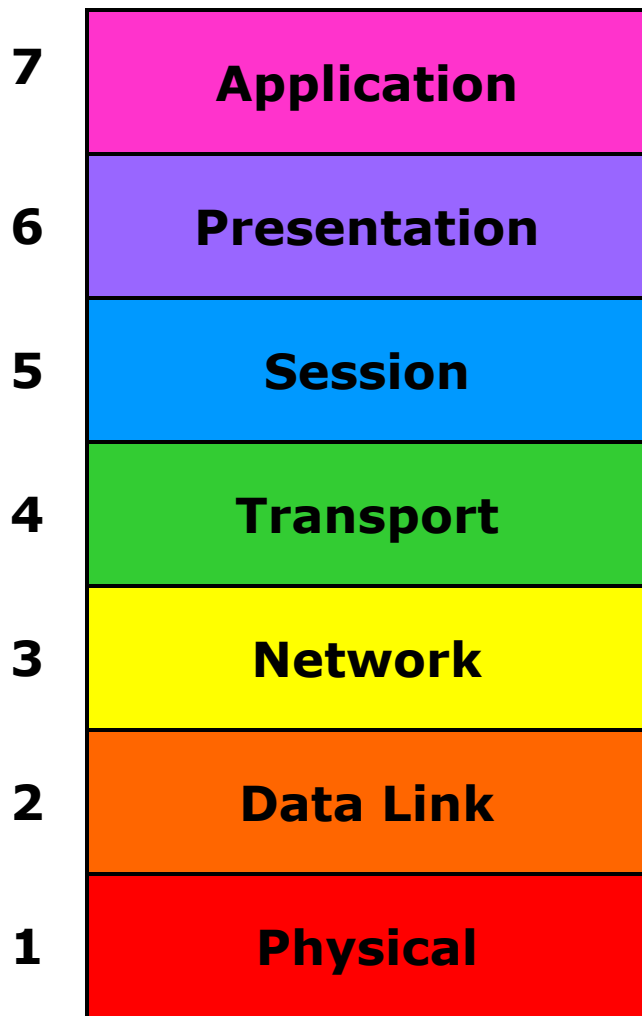 7 Application
6 Presentation
5 Session
4 Transport
3 Network
2 Data Link
1 Physical